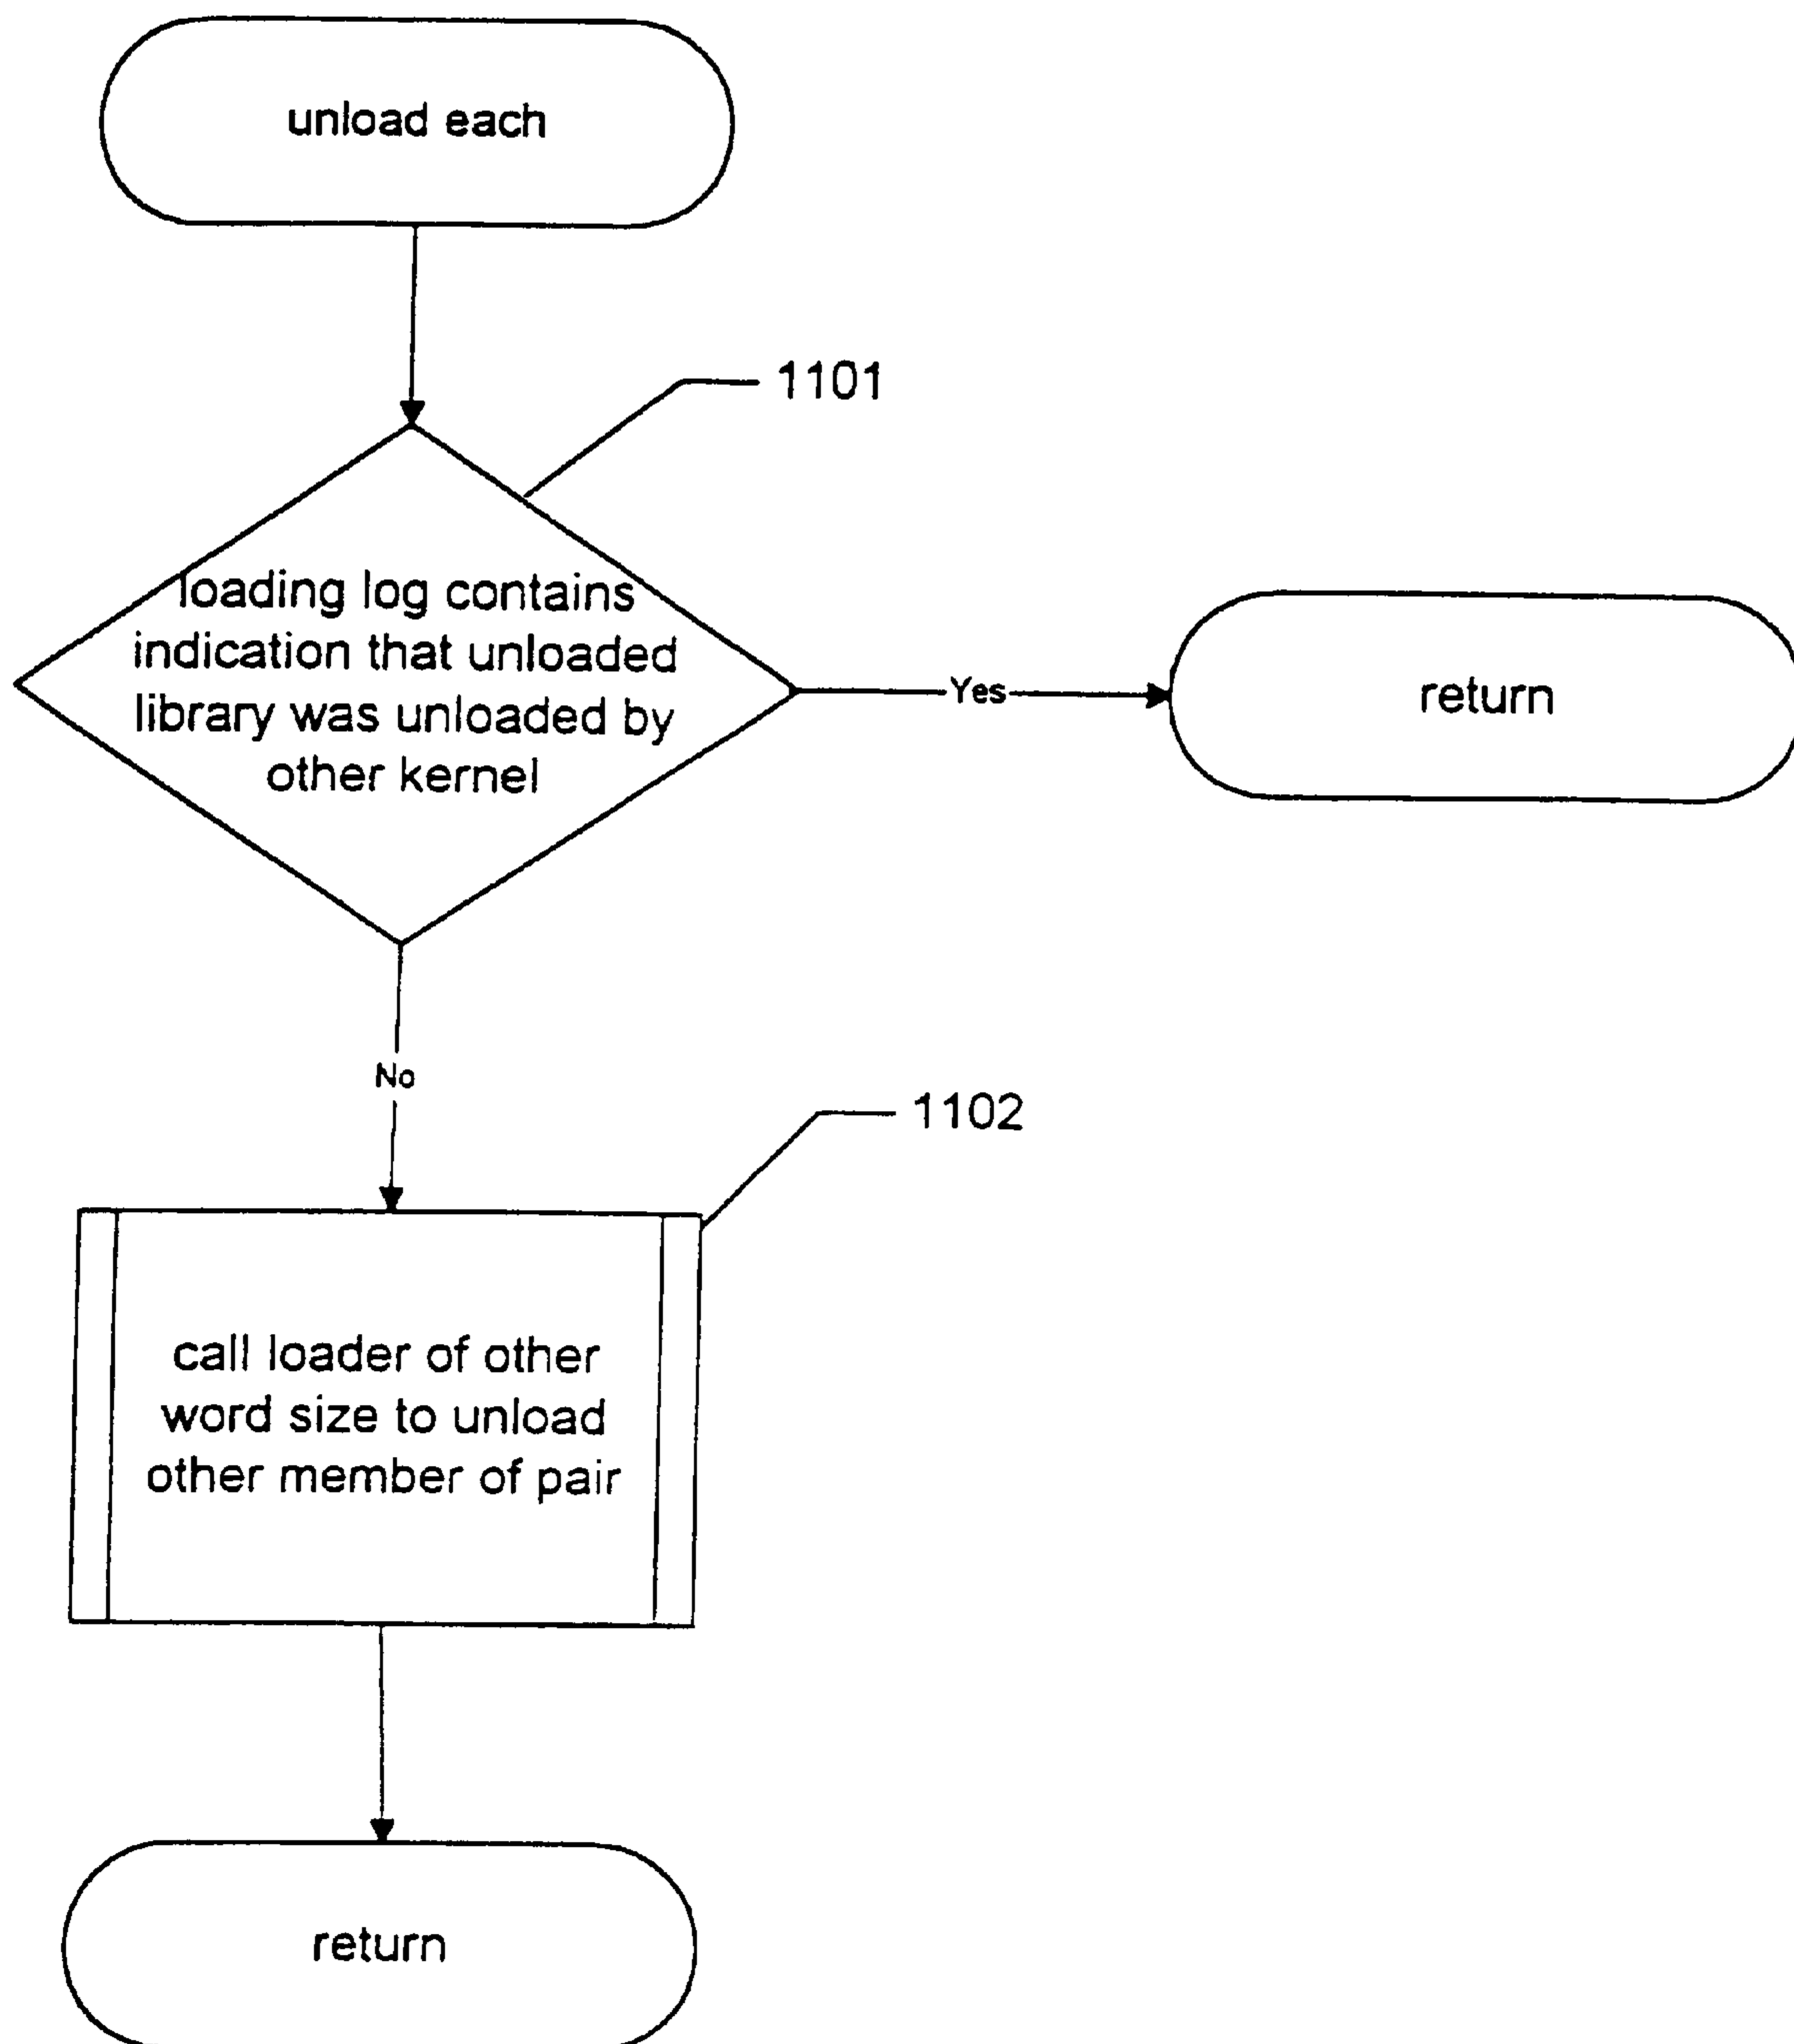 unload each
1101
loading log contains
indication that unloaded
library was unloaded by
other kernel
Yes
return
No
1102
call loader of other
word size to unload
other member of pair
return